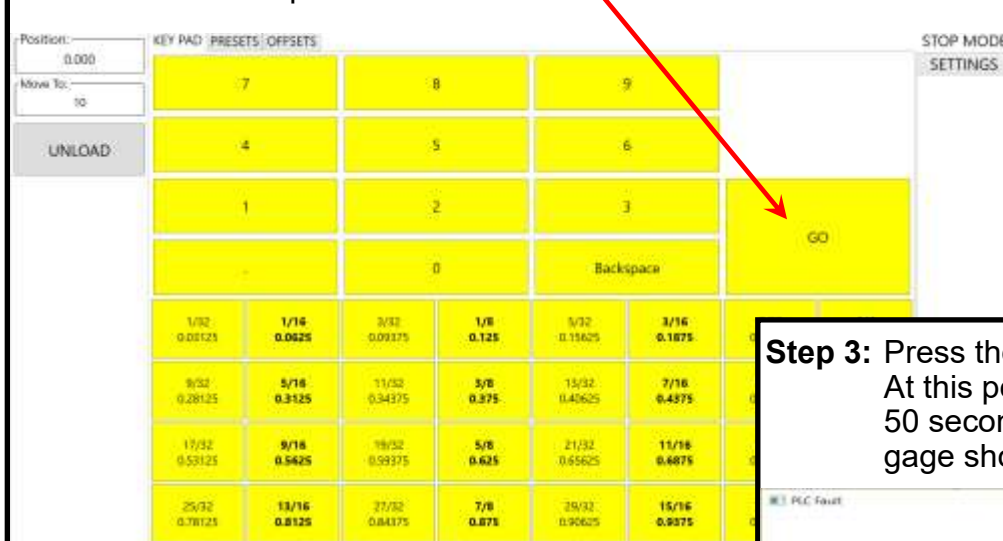 Position:
0.000
Move To:
10
UNLOAD
KEY PAD PRESETS OFFSETS
STOP MODE
SETTINGS
7 8 9
4 5 6
1 2 3
GO
. 0 Backspace
1/32 1/16 3/32 1/8 5/32 3/16
0.03125 0.0625 0.09375 0.125 0.15625 0.1875
9/32 5/16 11/32 3/8 13/32 7/16
0.28125 0.3125 0.34375 0.375 0.40625 0.4375
17/32 9/16 19/32 5/8 21/32 11/16
0.53125 0.5625 0.59375 0.625 0.65625 0.6875
25/32 13/16 27/32 7/8 29/32 15/16
0.78125 0.8125 0.84375 0.875 0.90625 0.9375
Step 3: Press the
At this po
50 secon
gage sho
PLC Fault